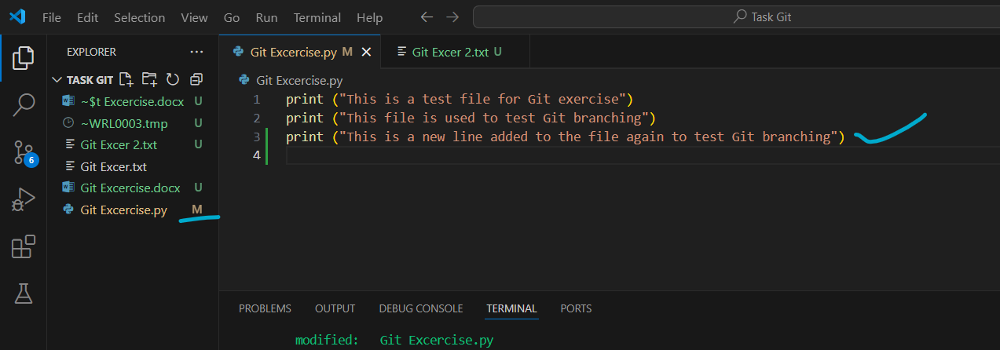 File Edit Selection View Go Run Terminal Help Task Git
EXPLORER
TASK GIT
~$t Excercise.docx U
~WRL0003.tmp U
Git Excer 2.txt U
Git Excer.txt
Git Excercise.docx U
Git Excercise.py M
6
Git Excercise.py M
Git Excer 2.txt U
Git Excercise.py
1 print ("This is a test file for Git exercise")
2 print ("This file is used to test Git branching")
3 print ("This is a new line added to the file again to test Git branching")
4
PROBLEMS OUTPUT DEBUG CONSOLE TERMINAL PORTS
modified: Git Excercise.py